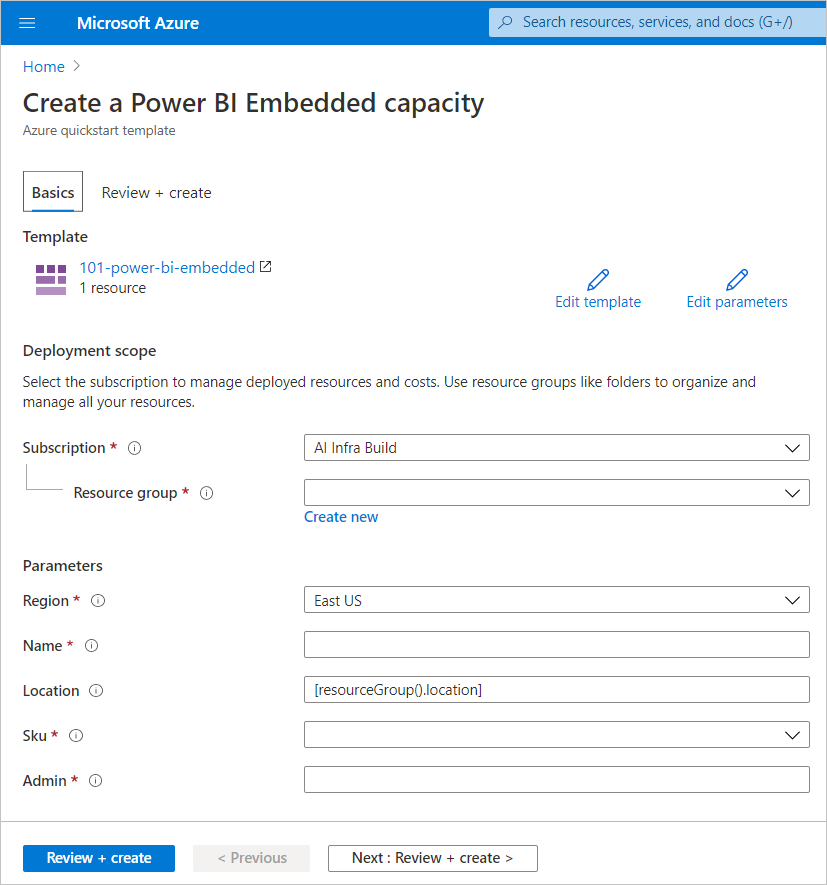 Microsoft Azure
Search resources, services, and docs (G+/)
Home >
Create a Power BI Embedded capacity
Azure quickstart template
Basics
Review + create
Template
101-power-bi-embedded
1 resource
Edit template
Edit parameters
Deployment scope
Select the subscription to manage deployed resources and costs. Use resource groups like folders to organize and
manage all your resources.
Subscription *
AI Infra Build
Resource group *
Create new
Parameters
Region *
East US
Name *
Location
[resourceGroup().location]
Sku *
Admin *
Review + create
< Previous
Next : Review + create >